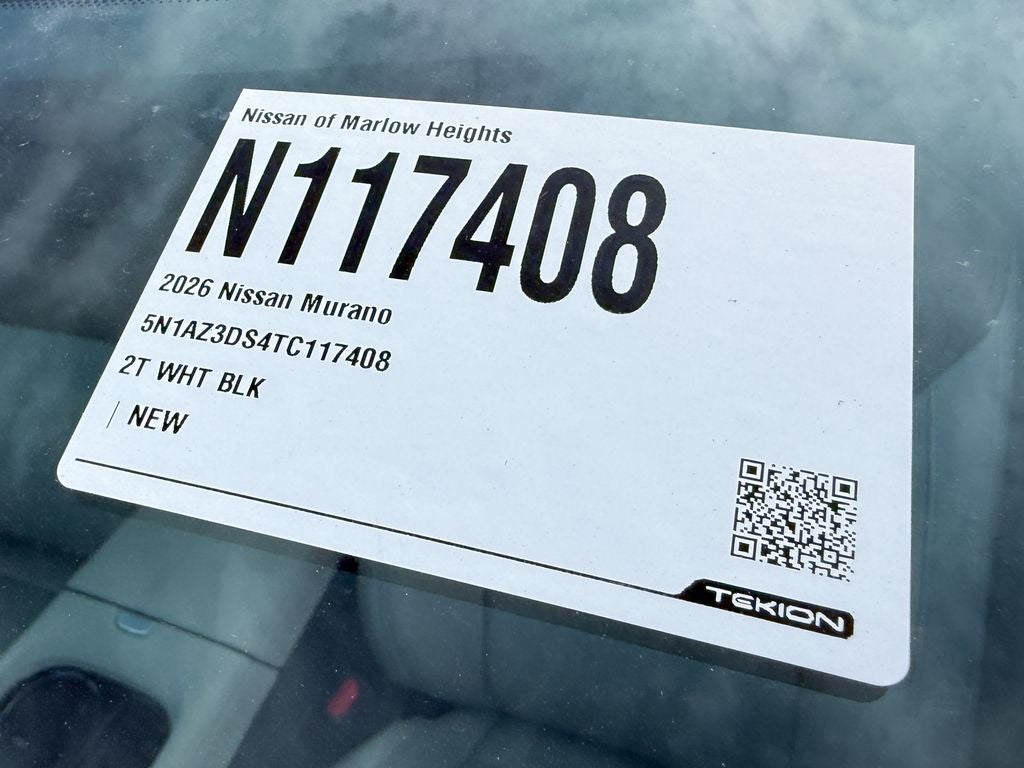 Nissan of Marlow Heights
N117408
2026 Nissan Murano
5N1AZ3DS4TC117408
2T WHT BLK
| NEW
TEKION